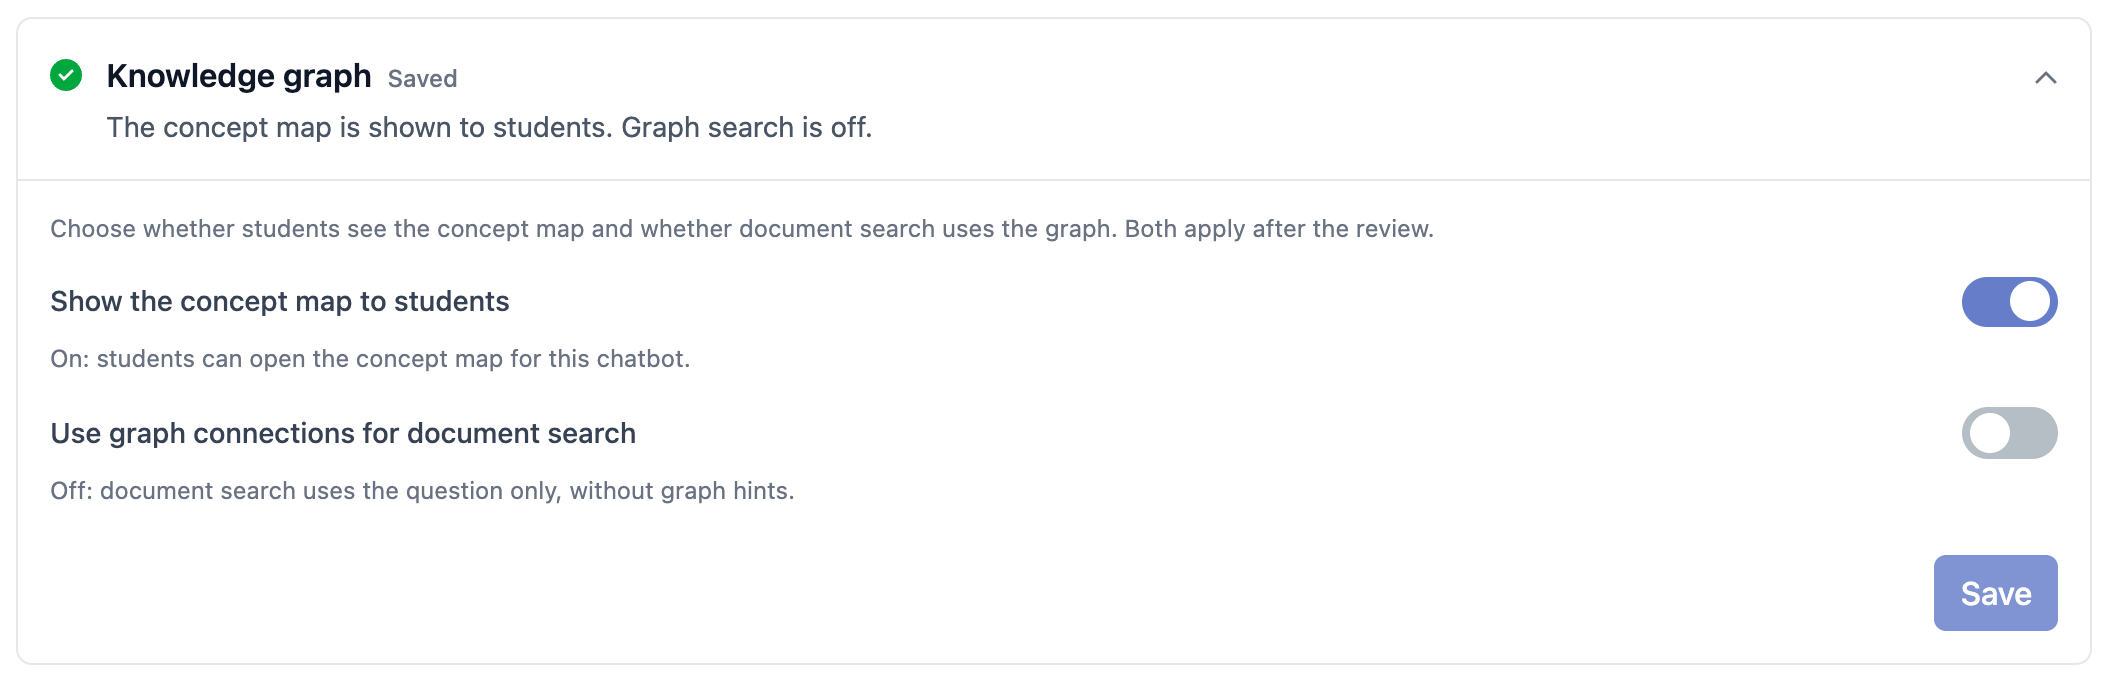 Knowledge graph Saved
The concept map is shown to students. Graph search is off.
Choose whether students see the concept map and whether document search uses the graph. Both apply after the review.
Show the concept map to students
On: students can open the concept map for this chatbot.
Use graph connections for document search
Off: document search uses the question only, without graph hints.
Save